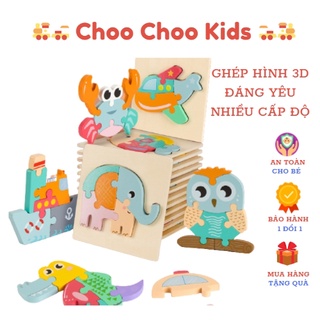 Choo Choo Kids
GHÉP HÌNH 3D
ĐÁNG YÊU
NHIỀU CẤP ĐỘ
AN TOÀN
CHO BÉ
BẢO HÀNH
1 ĐỔI 1
MUA HÀNG
TẶNG QUÀ